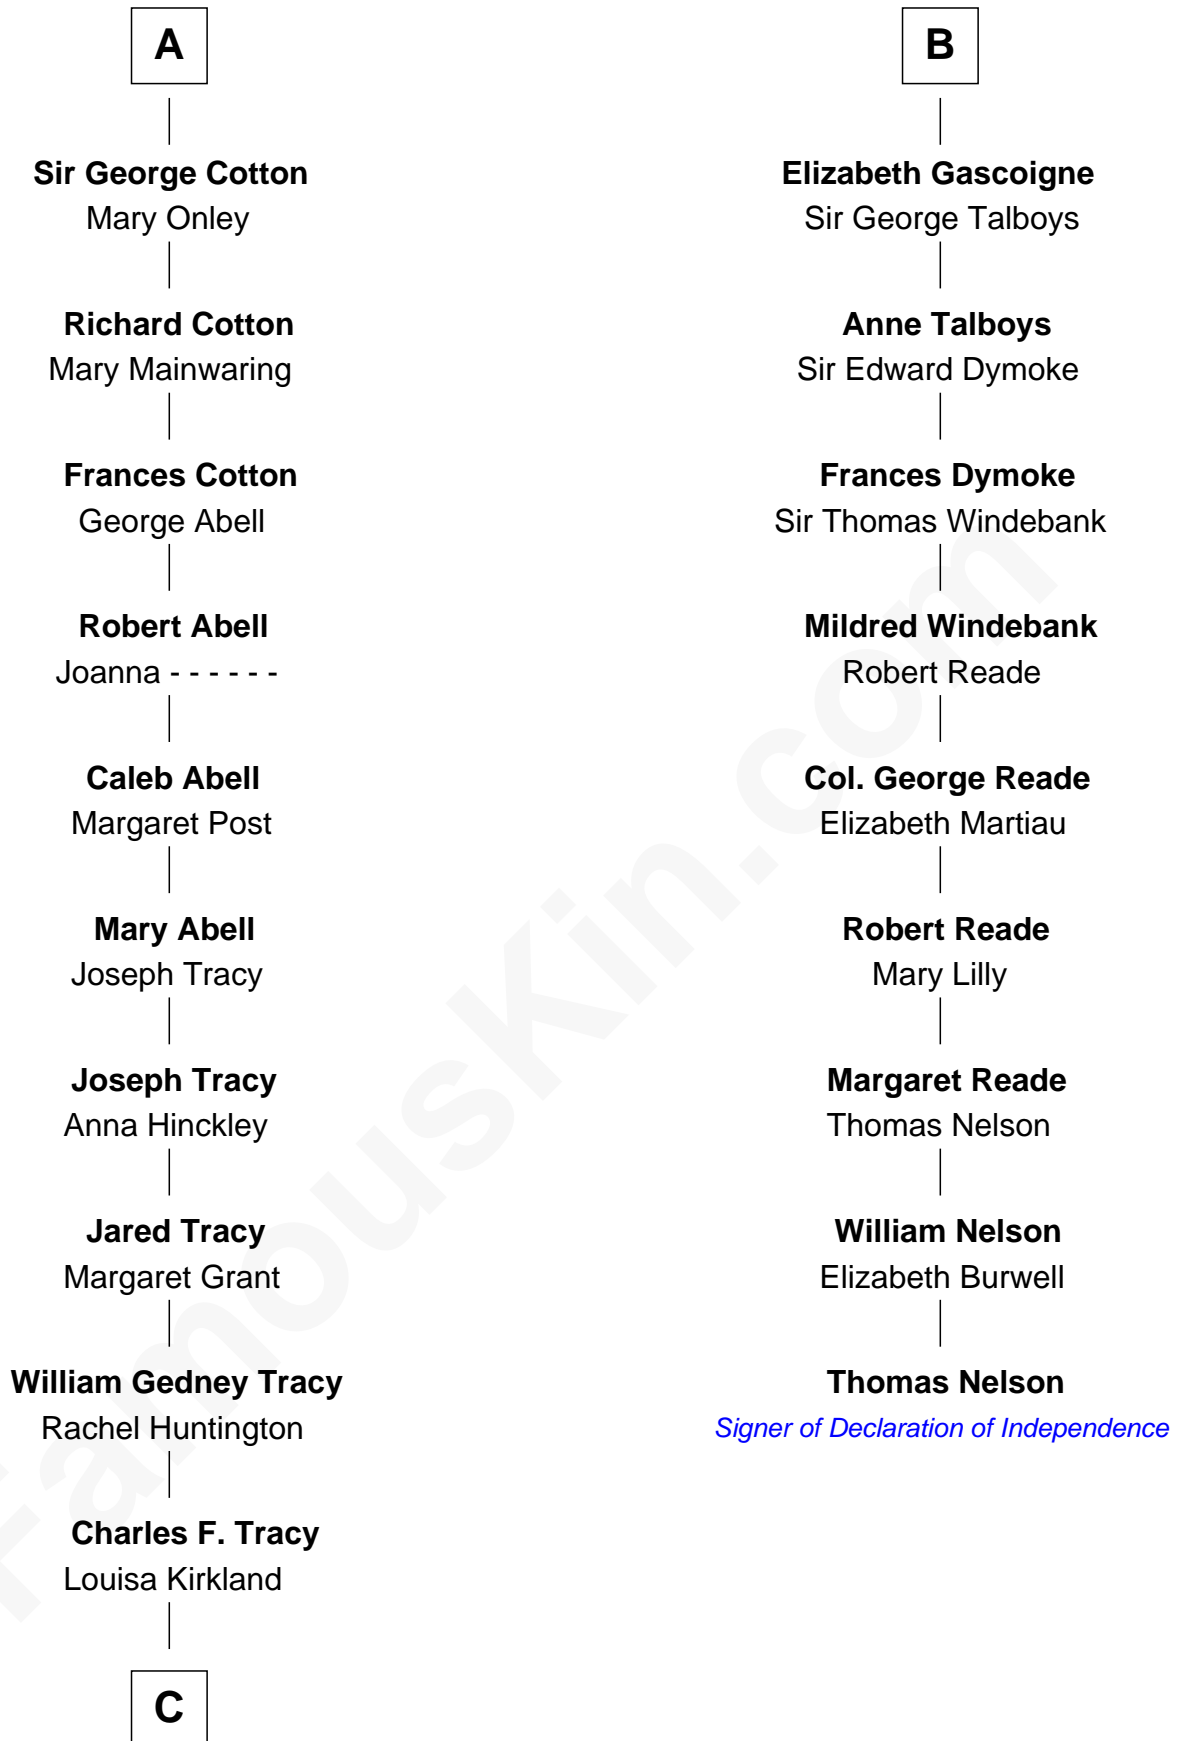 A
Sir George Cotton
Mary Onley
Richard Cotton
Mary Mainwaring
Frances Cotton
George Abell
Robert Abell
Joanna - - - - - -
Caleb Abell
Margaret Post
Mary Abell
Joseph Tracy
Joseph Tracy
Anna Hinckley
Jared Tracy
Margaret Grant
William Gedney Tracy
Rachel Huntington
Charles F. Tracy
Louisa Kirkland
C
B
Elizabeth Gascoigne
Sir George Talboys
Anne Talboys
Sir Edward Dymoke
Frances Dymoke
Sir Thomas Windebank
Mildred Windebank
Robert Reade
Col. George Reade
Elizabeth Martiau
Robert Reade
Mary Lilly
Margaret Reade
Thomas Nelson
William Nelson
Elizabeth Burwell
Thomas Nelson
Signer of Declaration of Independence
FamousKin.com